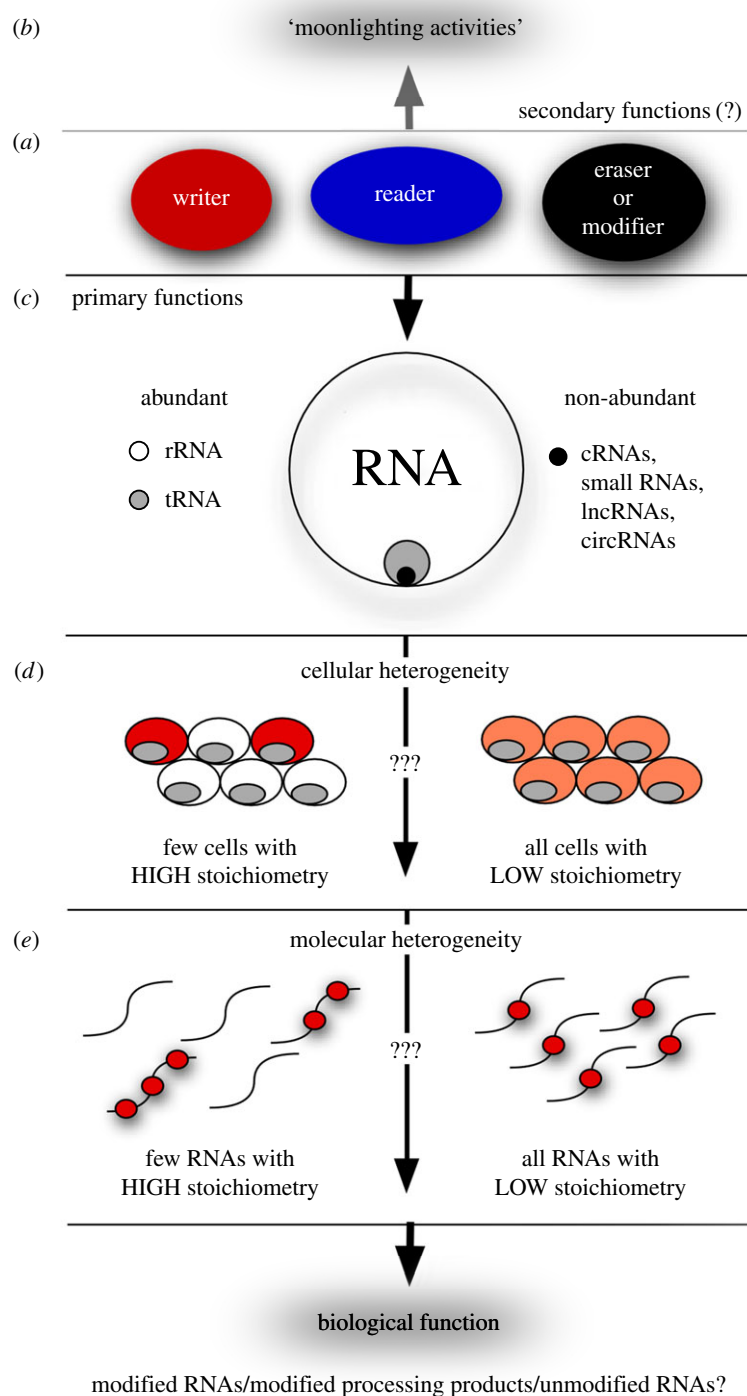 (b)
‘moonlighting activities’
secondary functions (?)
(a)
writer
reader
eraser
or
modifier
(c)
primary functions
abundant
rRNA
tRNA
RNA
non-abundant
cRNAs,
small RNAs,
lncRNAs,
circRNAs
(d)
cellular heterogeneity
???
few cells with
HIGH stoichiometry
all cells with
LOW stoichiometry
(e)
molecular heterogeneity
???
few RNAs with
HIGH stoichiometry
all RNAs with
LOW stoichiometry
biological function
modified RNAs/modified processing products/unmodified RNAs?